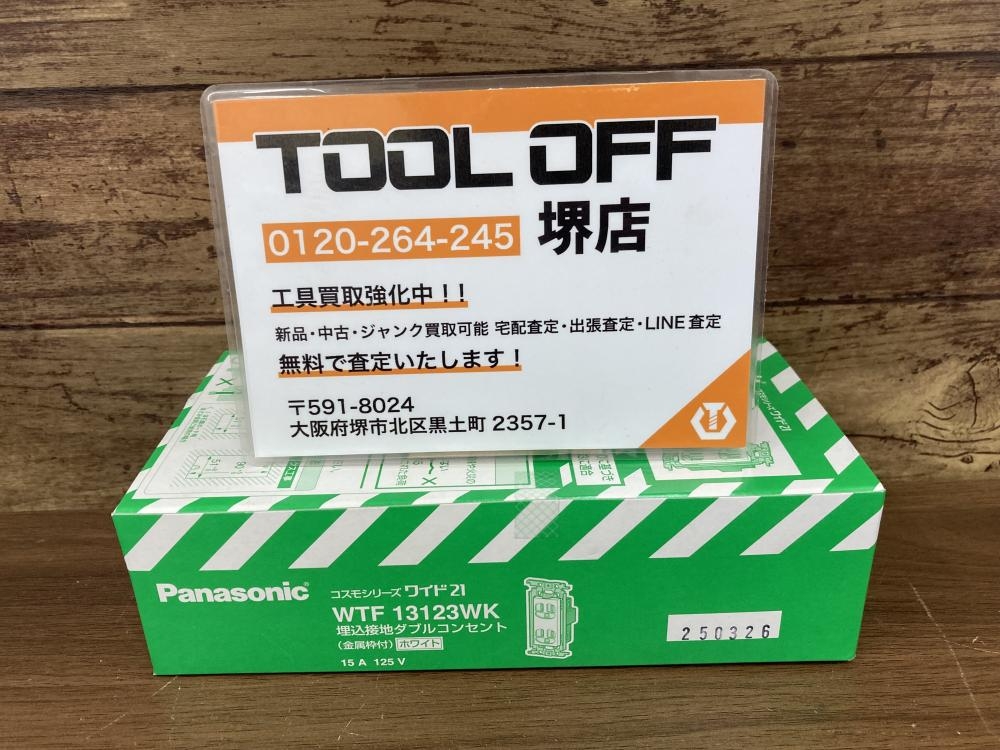 TOOL OFF
0120-264-245 堺店
工具買取強化中!!
新品・中古・ジャンク買取可能 宅配査定・出張査定・LINE査定
無料で査定いたします!
〒591-8024
大阪府堺市北区黒土町 2357-1
Panasonic
コスモシリーズ ワイド21
WTF 13123WK
埋込接地ダブルコンセント
(金属枠付) ホワイト
15 A 125 V
250326